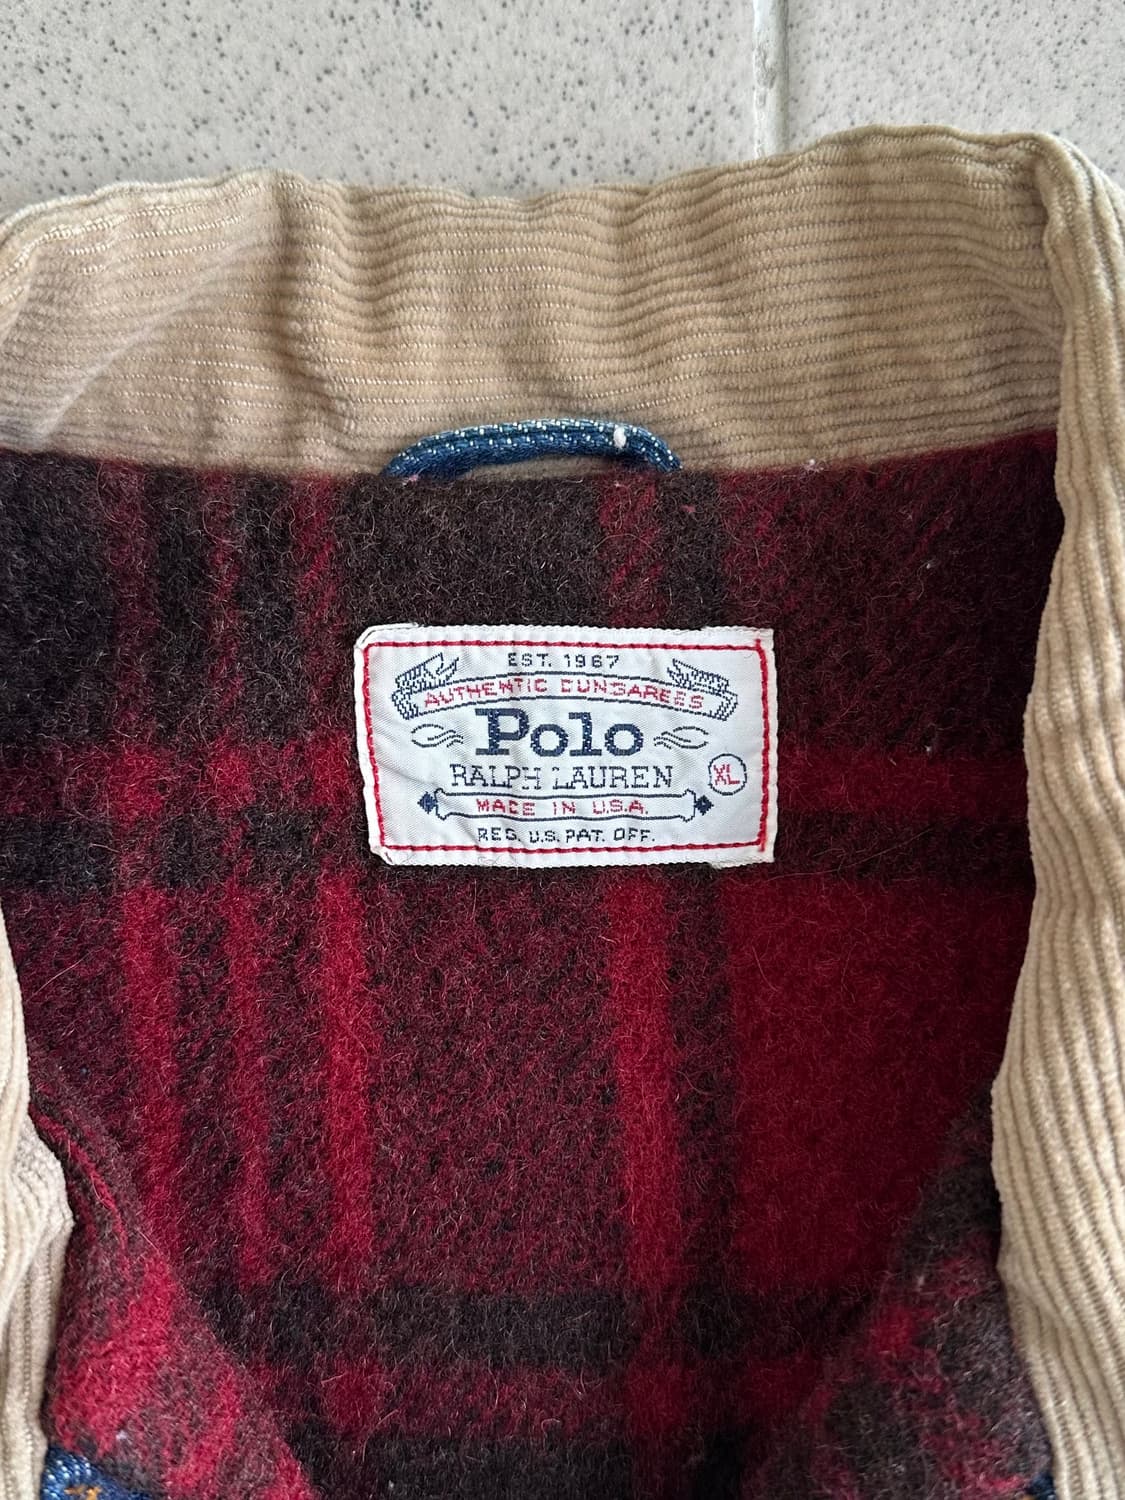 EST. 1967
AUTHENTIC DUNGAREES
Polo
RALPH LAUREN
XL
MADE IN U.S.A.
REG. U.S. PAT. OFF.